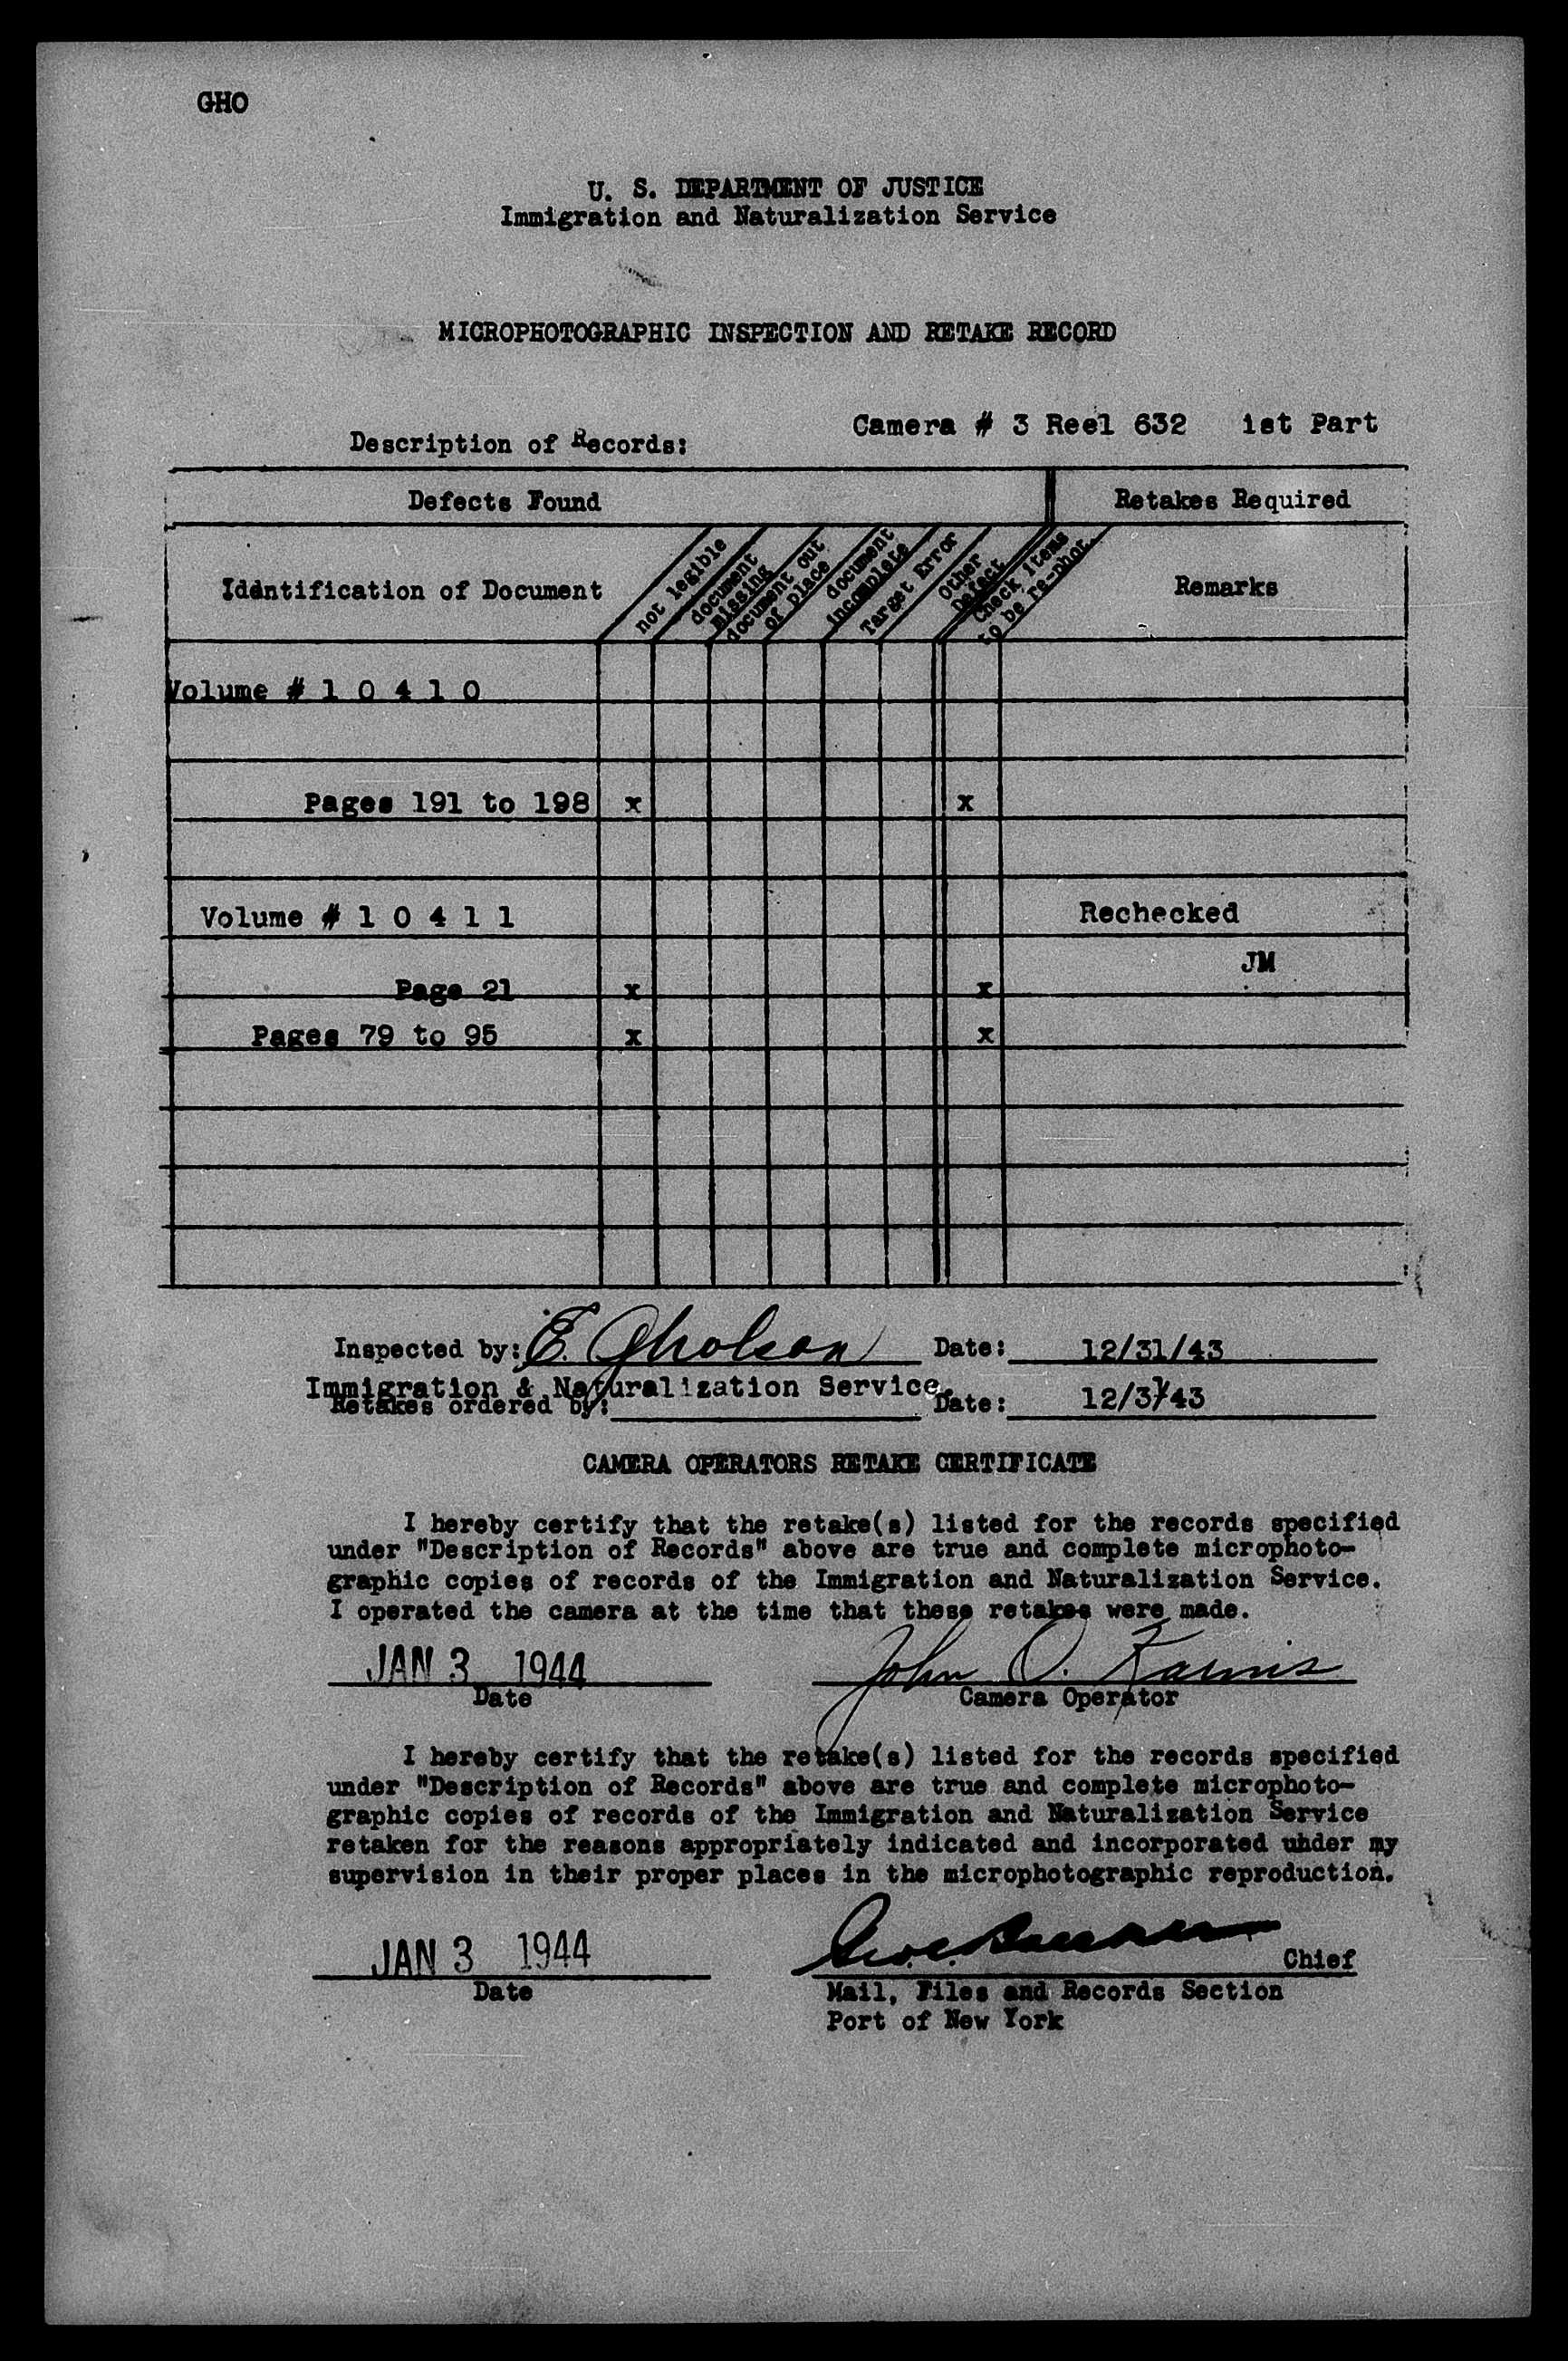 GHO
U. S. DEPARTMENT OF JUSTICE
Immigration and Naturalization Service
MICROPHOTOGRAPHIC INSPECTION AND RETAKE RECORD
Camera # 3 Reel 632 1st Part
Description of Records:
Defects Found
Retakes Required
Identification of Document
not legible
document missing
document out of place
document incomplete
Target Error
Other Defect
Check items to be re-phot.
Remarks
Volume # 1 0 4 1 0
Pages 191 to 198 x x
Volume # 1 0 4 1 1 Rechecked
JM
Page 21 x x
Pages 79 to 95 x x
Inspected by: E. Gholson Date: 12/31/43
Immigration & Naturalization Service.
Retakes ordered by: Date: 12/31/43
CAMERA OPERATORS RETAKE CERTIFICATE
I hereby certify that the retake(s) listed for the records specified
under "Description of Records" above are true and complete microphoto-
graphic copies of records of the Immigration and Naturalization Service.
I operated the camera at the time that these retakes were made.
JAN 3 1944 John O.
Date Camera Operator
I hereby certify that the retake(s) listed for the records specified
under "Description of Records" above are true and complete microphoto-
graphic copies of records of the Immigration and Naturalization Service
retaken for the reasons appropriately indicated and incorporated under my
supervision in their proper places in the microphotographic reproduction.
JAN 3 1944 Chief
Date Mail, Files and Records Section
Port of New York